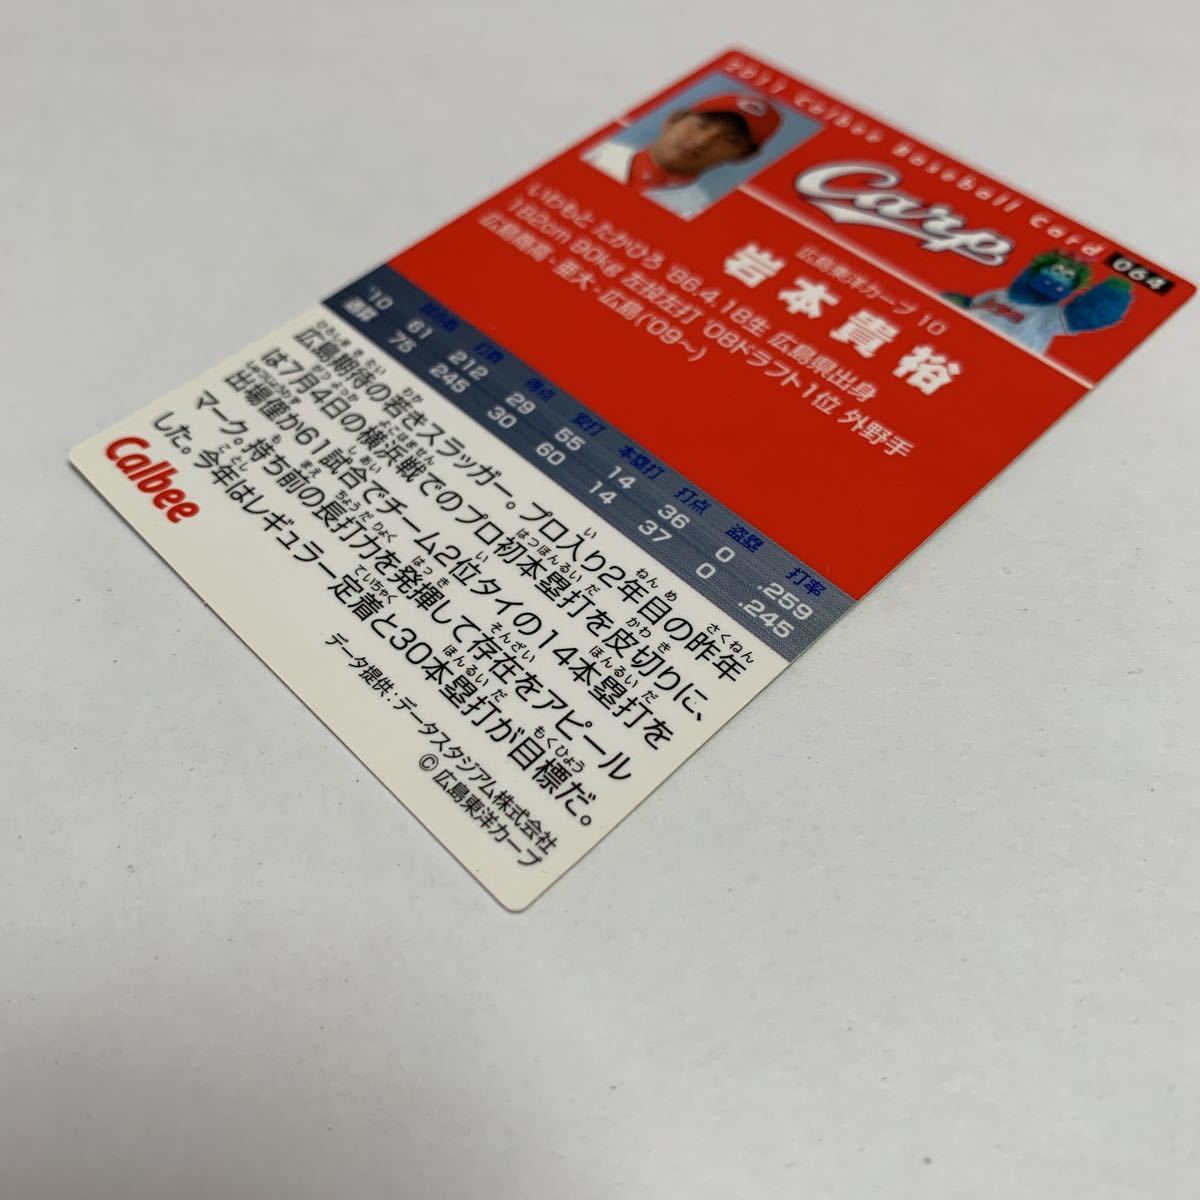 2011 Calbee Baseball Card 064
Carp
広島東洋カープ 10
岩本貴裕
いわもと たかひろ '86.4.18生 広島県出身
182cm 90kg 左投左打 '08ドラフト1位 外野手
広島商高-亜大-広島('09〜)
試合数 打数 得点 安打 本塁打 打点 盗塁 打率
'10 61 212 29 55 14 36 0 .259
通算 75 245 30 60 14 37 0 .245
広島期待の若きスラッガー。プロ入り2年目の昨年
は7月4日の横浜戦でのプロ初本塁打を皮切りに、
出場僅か61試合でチーム2位タイの14本塁打を
マーク。持ち前の長打力を発揮して存在をアピール
した。今年はレギュラー定着と30本塁打が目標だ。
Calbee
データ提供:データスタジアム株式会社
©広島東洋カープ